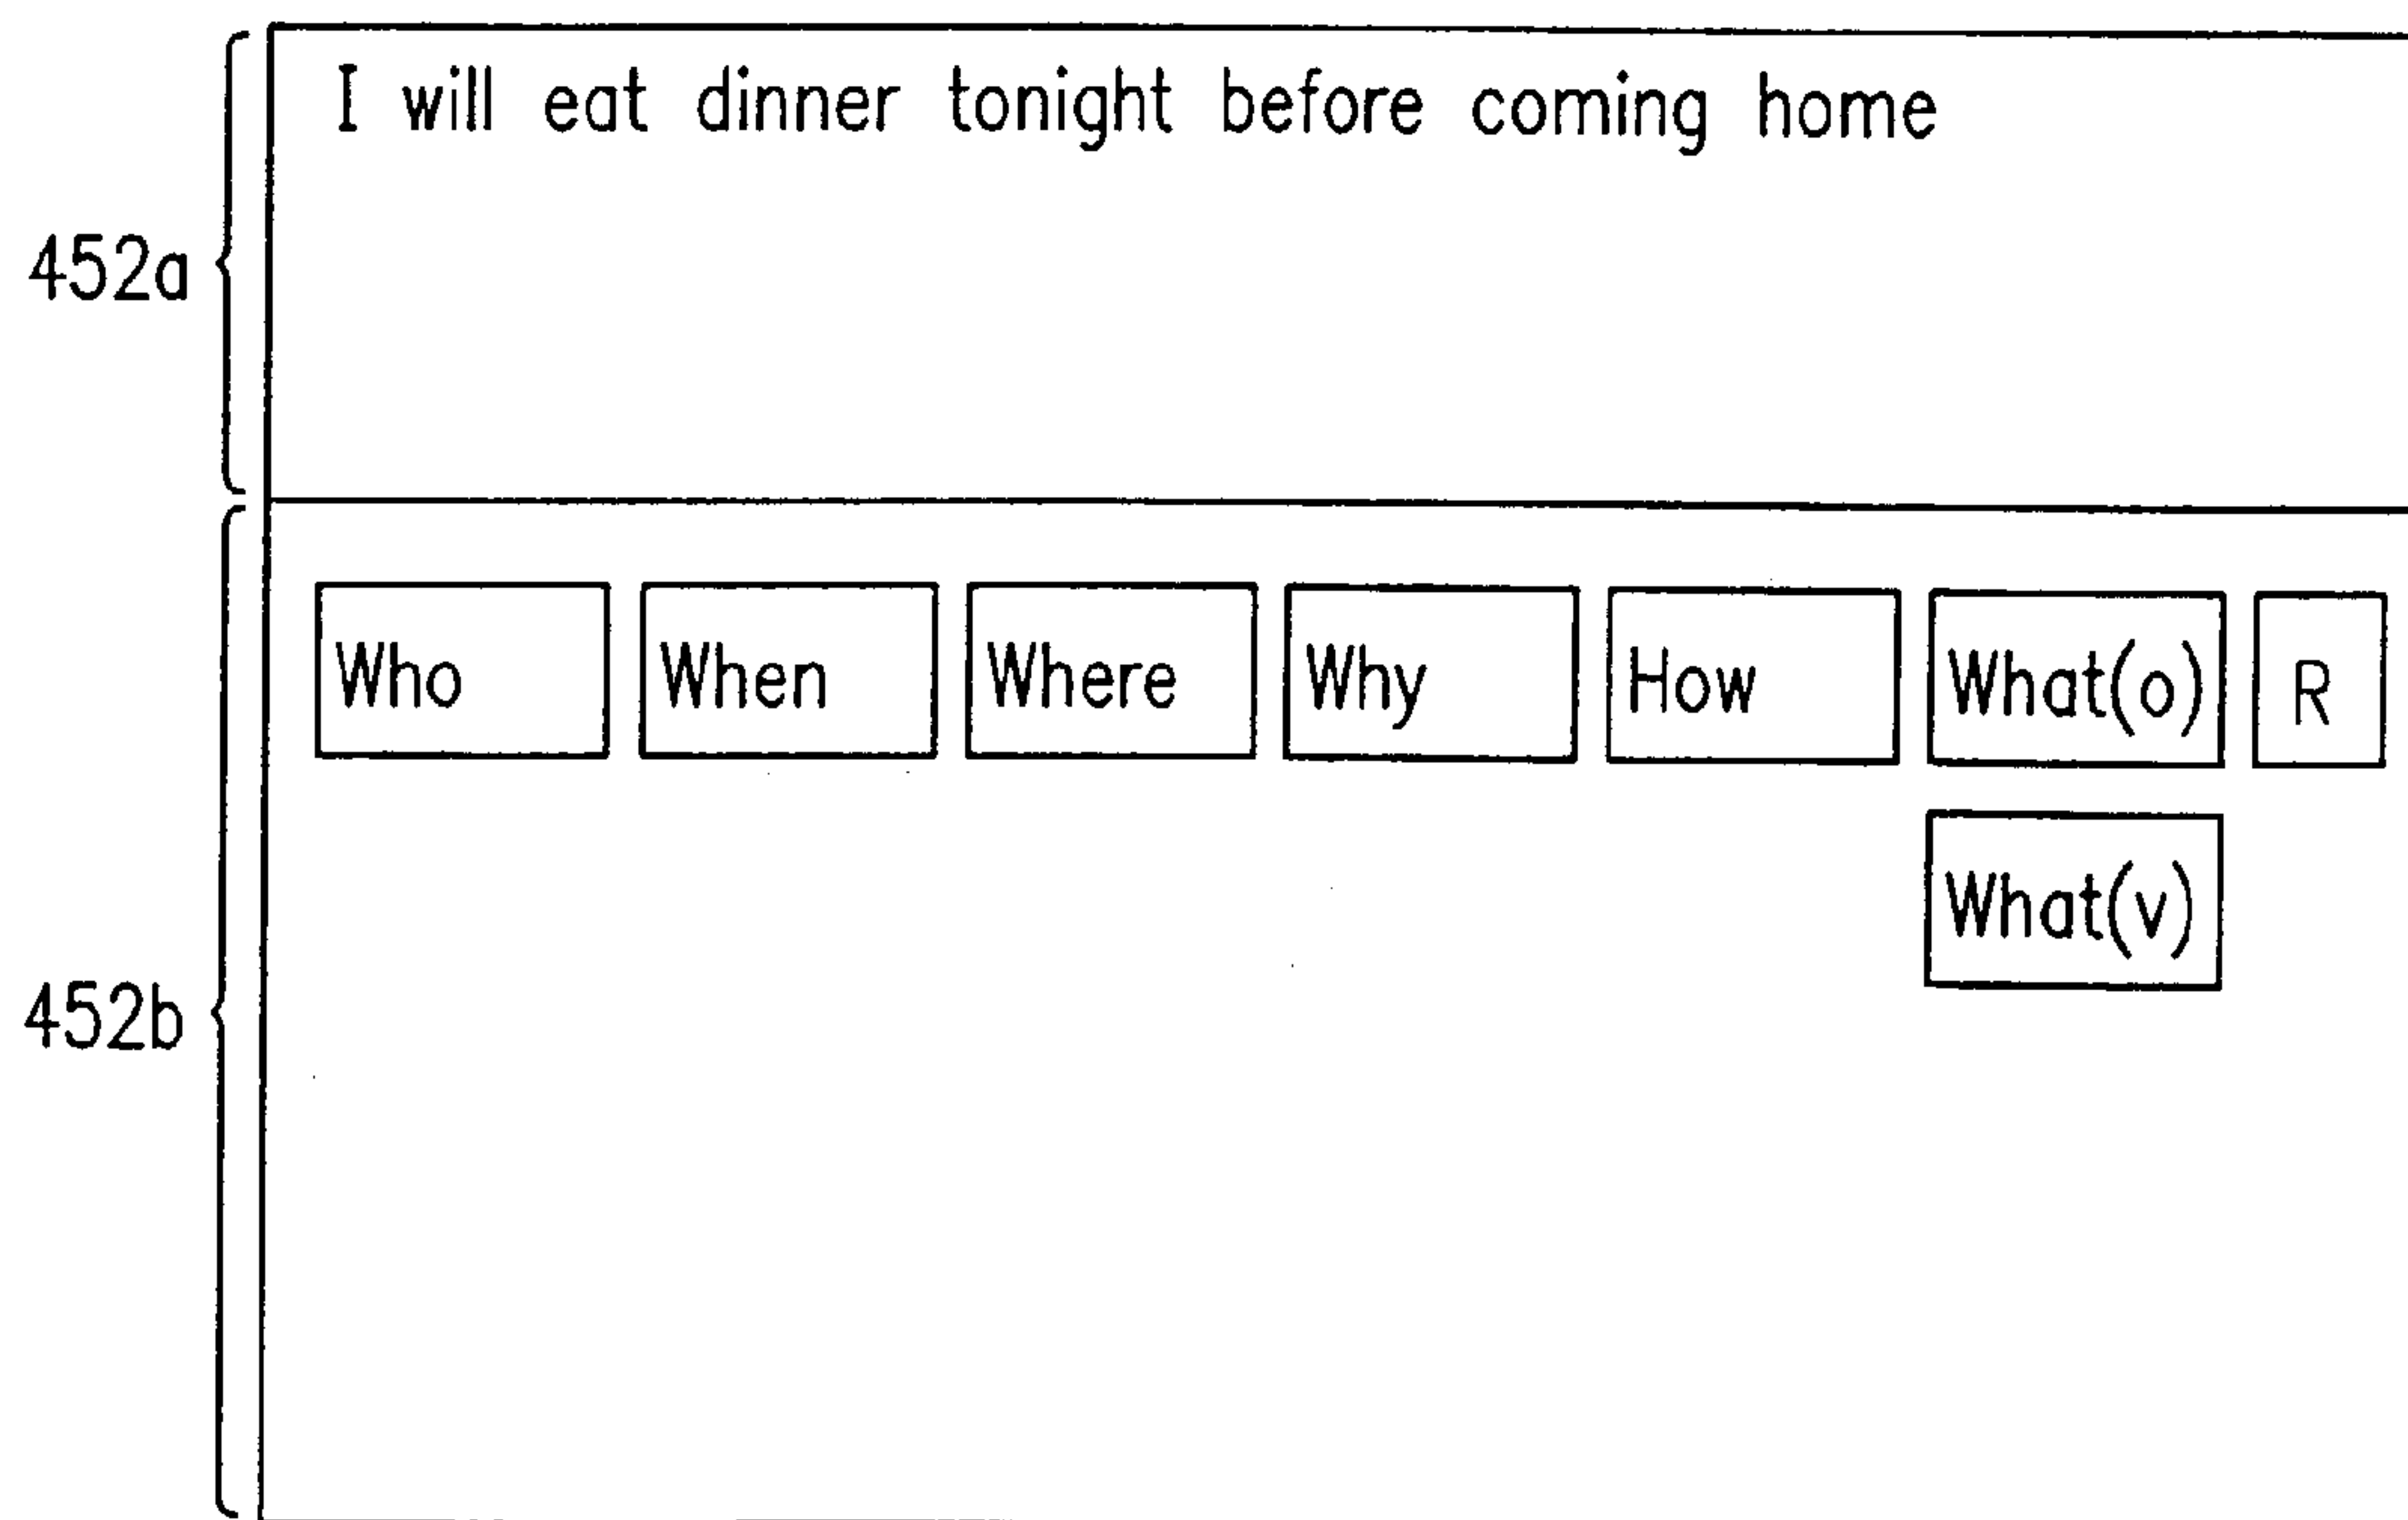 I will eat dinner tonight before coming home
452a
Who When Where Why How What(o) R
What(v)
452b